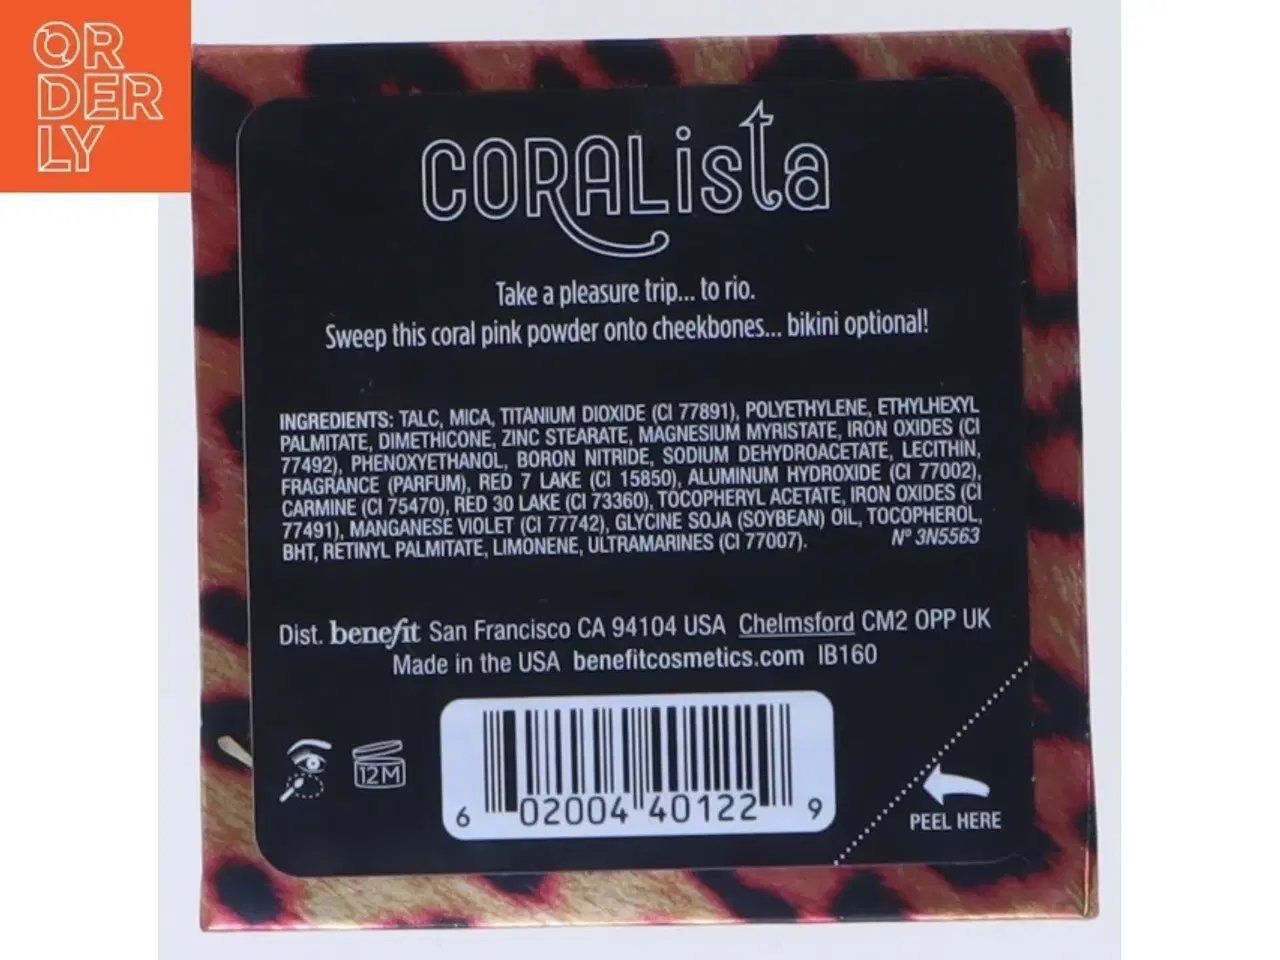 ORDERLY
CORALista
Take a pleasure trip... to rio.
Sweep this coral pink powder onto cheekbones... bikini optional!
INGREDIENTS: TALC, MICA, TITANIUM DIOXIDE (CI 77891), POLYETHYLENE, ETHYLHEXYL
PALMITATE, DIMETHICONE, ZINC STEARATE, MAGNESIUM MYRISTATE, IRON OXIDES (CI
77492), PHENOXYETHANOL, BORON NITRIDE, SODIUM DEHYDROACETATE, LECITHIN,
FRAGRANCE (PARFUM), RED 7 LAKE (CI 15850), ALUMINUM HYDROXIDE (CI 77002),
CARMINE (CI 75470), RED 30 LAKE (CI 73360), TOCOPHERYL ACETATE, IRON OXIDES (CI
77491), MANGANESE VIOLET (CI 77742), GLYCINE SOJA (SOYBEAN) OIL, TOCOPHEROL,
BHT, RETINYL PALMITATE, LIMONENE, ULTRAMARINES (CI 77007). Nº 3N5563
Dist. benefit San Francisco CA 94104 USA Chelmsford CM2 OPP UK
Made in the USA benefitcosmetics.com IB160
12M
6 02004 40122 9
PEEL HERE